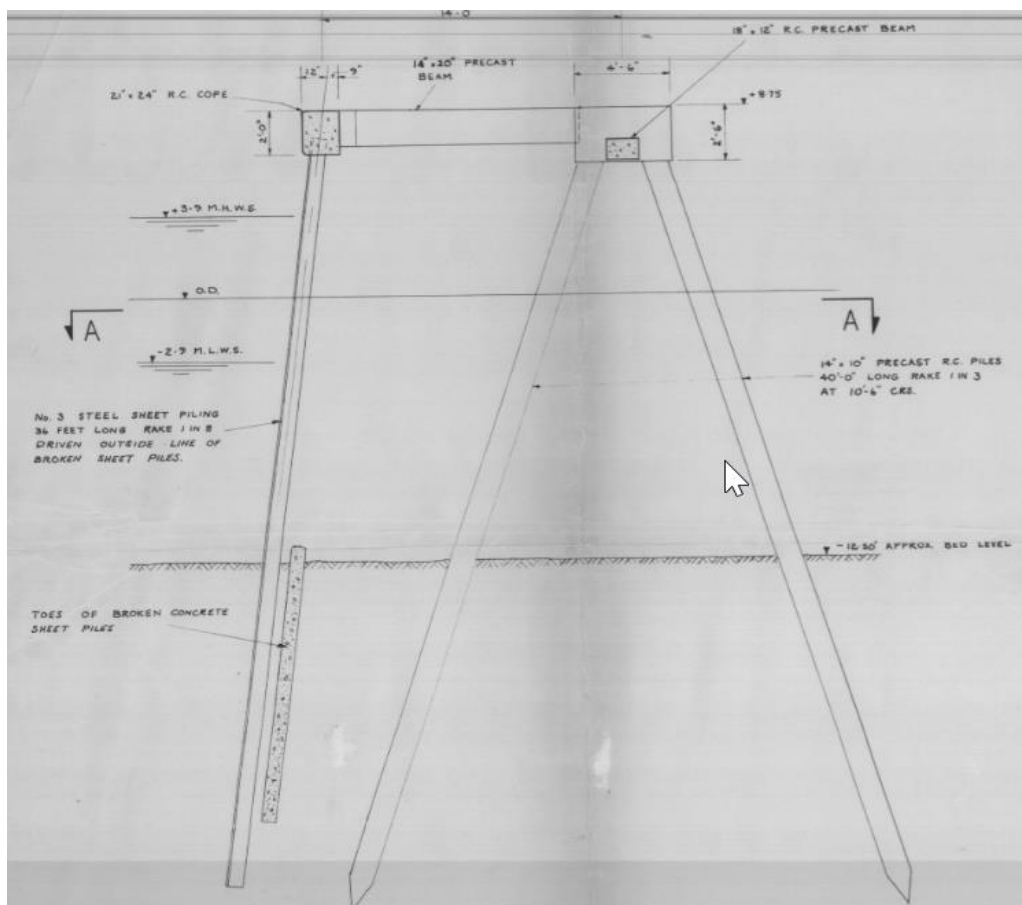 14'-0"
18" x 12" R.C. PRECAST BEAM
14" x 20" PRECAST
BEAM
12"
9"
4'-6"
21" x 24" R.C. COPE
+8.75
2'-0"
2'-6"
+3.9 M.H.W.S.
O.D.
A
A
-2.9 M.L.W.S.
14" x 10" PRECAST R.C. PILES
40'-0" LONG RAKE 1 IN 3
AT 10'-6" CRS.
No. 3 STEEL SHEET PILING
36 FEET LONG RAKE 1 IN 8
DRIVEN OUTSIDE LINE OF
BROKEN SHEET PILES.
-12.50' APPROX BED LEVEL
TOES OF BROKEN CONCRETE
SHEET PILES